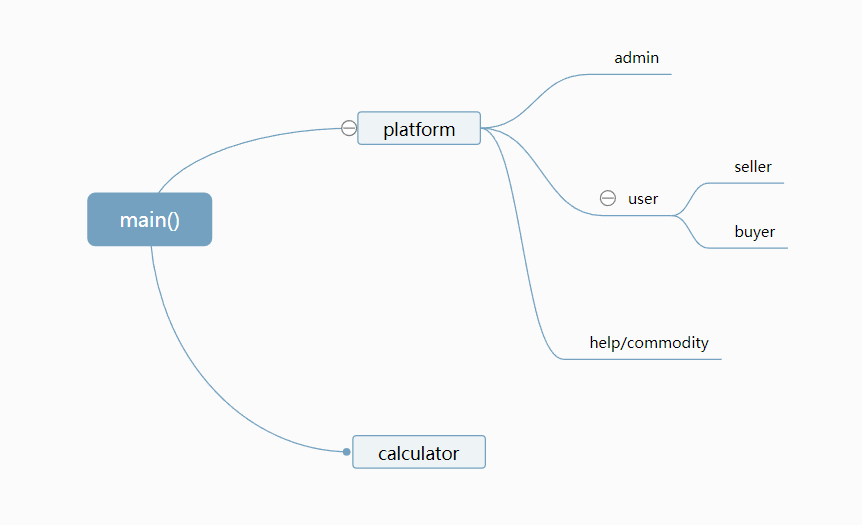 admin
platform
seller
user
main()
buyer
help/commodity
calculator